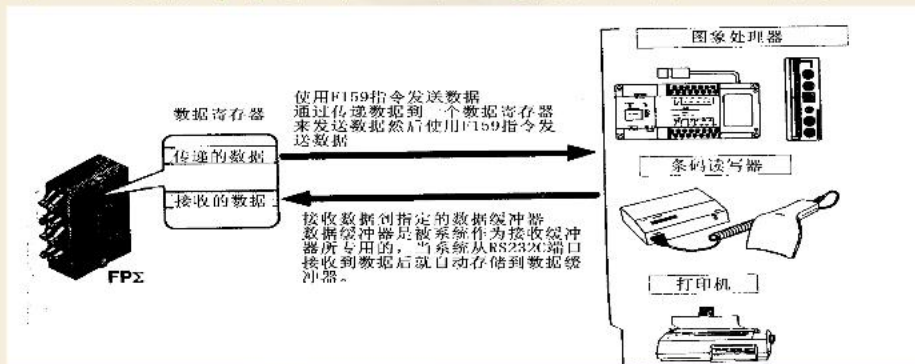 图象处理器
使用F159指令发送数据
通过传递数据到一个数据寄存器
来发送数据然后使用F159指令发
送数据
数据寄存器
传递的数据
接收的数据
FPΣ
条码读写器
接收数据到指定的数据缓冲器
数据缓冲器是被系统作为接收缓冲
器所专用的，当系统从RS232C端口
接收到数据后就自动存储到数据缓
冲器。
打印机